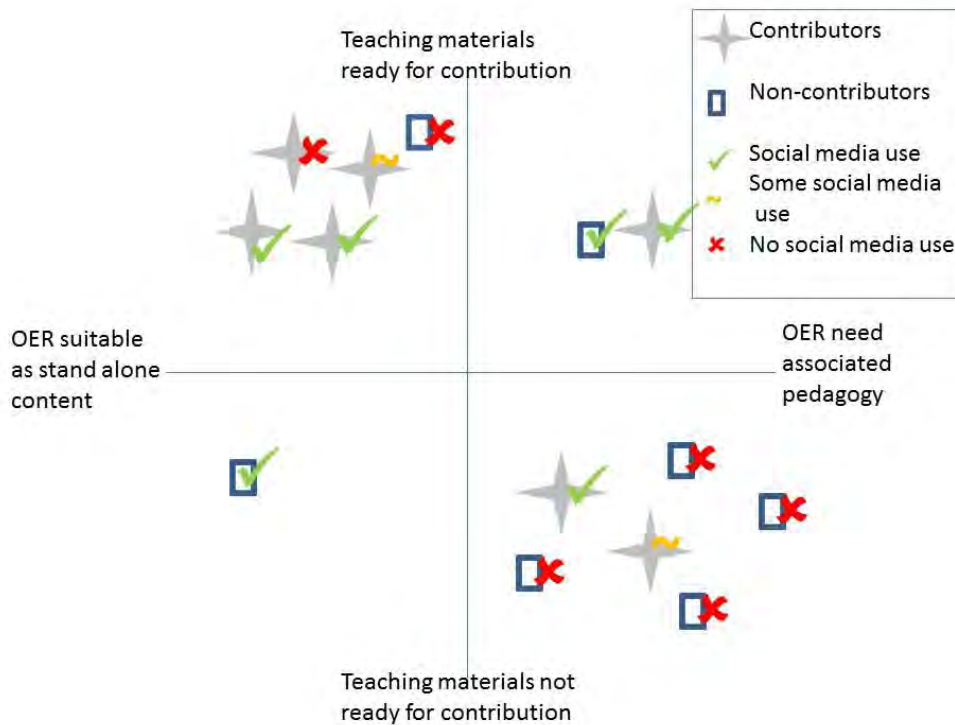 Teaching materials
ready for contribution
Contributors
Non-contributors
Social media use
Some social media
use
No social media use
OER suitable
as stand alone
content
OER need
associated
pedagogy
Teaching materials not
ready for contribution